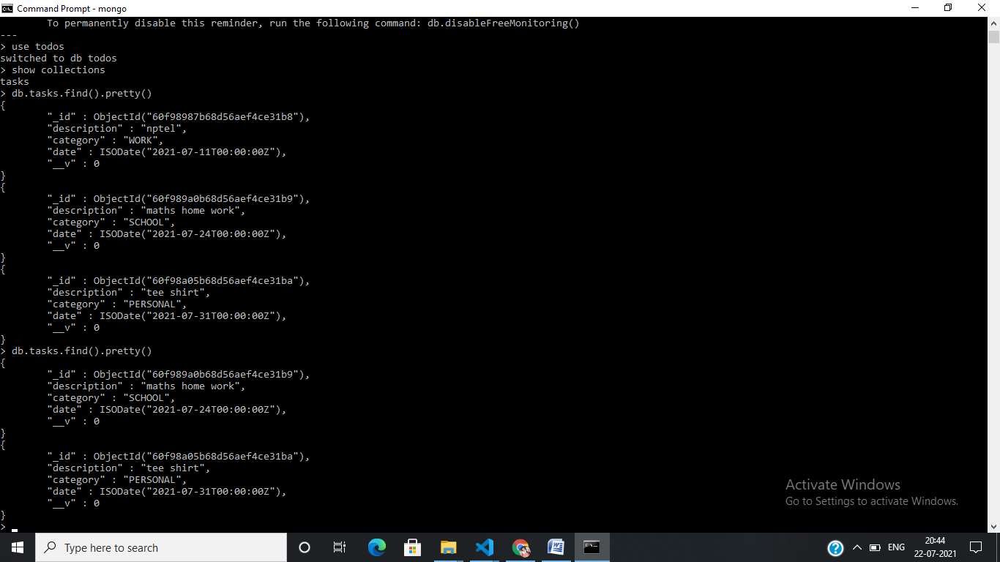 Command Prompt - mongo
To permanently disable this reminder, run the following command: db.disableFreeMonitoring()
---
> use todos
switched to db todos
> show collections
tasks
> db.tasks.find().pretty()
{
"_id" : ObjectId("60f98987b68d56aef4ce31b8"),
"description" : "nptel",
"category" : "WORK",
"date" : ISODate("2021-07-11T00:00:00Z"),
"__v" : 0
}
{
"_id" : ObjectId("60f989a0b68d56aef4ce31b9"),
"description" : "maths home work",
"category" : "SCHOOL",
"date" : ISODate("2021-07-24T00:00:00Z"),
"__v" : 0
}
{
"_id" : ObjectId("60f98a05b68d56aef4ce31ba"),
"description" : "tee shirt",
"category" : "PERSONAL",
"date" : ISODate("2021-07-31T00:00:00Z"),
"__v" : 0
}
> db.tasks.find().pretty()
{
"_id" : ObjectId("60f989a0b68d56aef4ce31b9"),
"description" : "maths home work",
"category" : "SCHOOL",
"date" : ISODate("2021-07-24T00:00:00Z"),
"__v" : 0
}
{
"_id" : ObjectId("60f98a05b68d56aef4ce31ba"),
"description" : "tee shirt",
"category" : "PERSONAL",
"date" : ISODate("2021-07-31T00:00:00Z"),
"__v" : 0
}
>
Activate Windows
Go to Settings to activate Windows.
Type here to search
ENG
20:44
22-07-2021